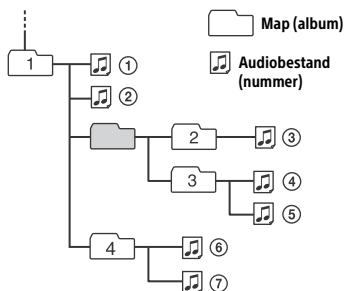 Map (album)
1 ①
Audiobestand
(nummer)
②
2 ③
3 ④
⑤
4 ⑥
⑦